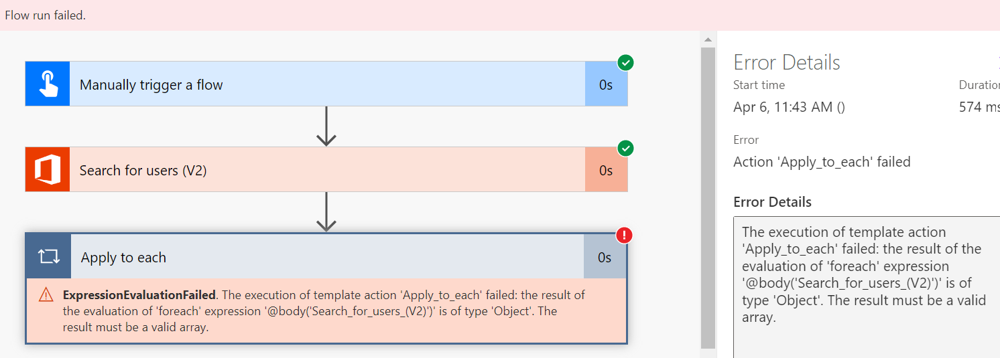 Flow run failed.
Manually trigger a flow
0s
Search for users (V2)
0s
Apply to each
0s
ExpressionEvaluationFailed. The execution of template action 'Apply_to_each' failed: the result of
the evaluation of 'foreach' expression '@body('Search_for_users_(V2)')' is of type 'Object'. The
result must be a valid array.
Error Details
Start time
Duration
Apr 6, 11:43 AM ()
574 ms
Error
Action 'Apply_to_each' failed
Error Details
The execution of template action
'Apply_to_each' failed: the result of the
evaluation of 'foreach' expression
'@body('Search_for_users_(V2)')' is of
type 'Object'. The result must be a valid
array.